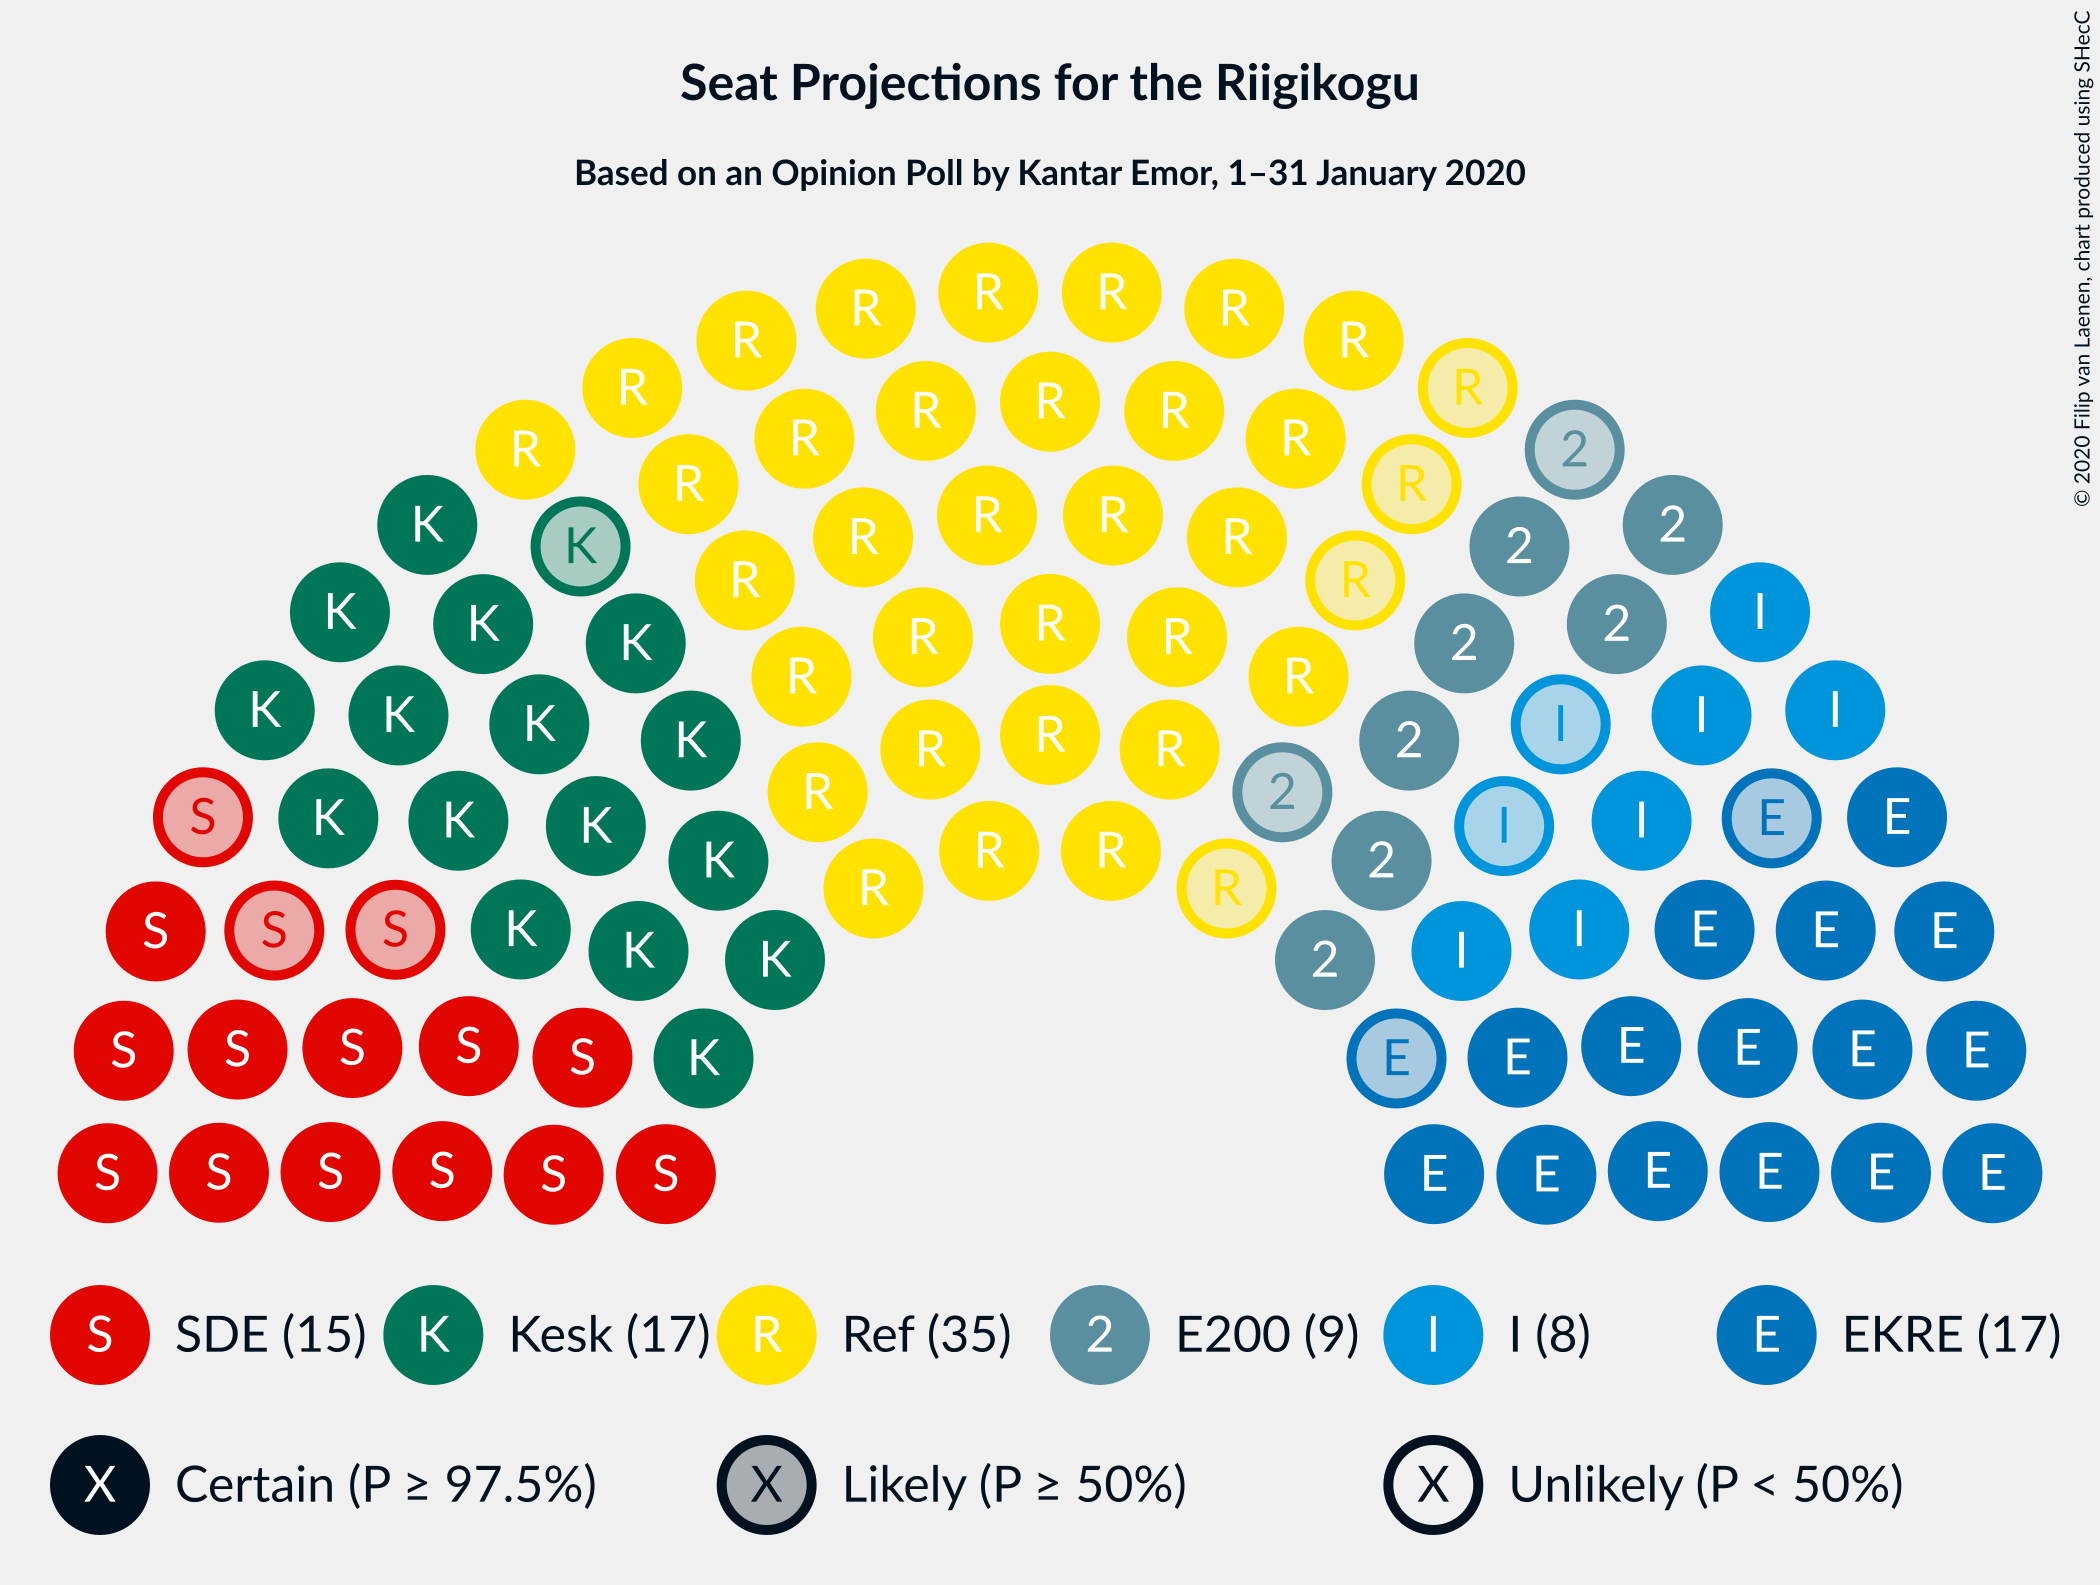 Seat Projections for the Riigikogu
Based on an Opinion Poll by Kantar Emor, 1–31 January 2020
© 2020 Filip van Laenen, chart produced using SHecC
R R
R R
R R
R R
R R R
R R
R 2
R R
R R
K 2
R R
K 2
R R
K I
K R 2
R R
K 2
R R
K I
K I
K I
R
K 2
R R
R 2
S K E E
K I
K I
R R
K 2
R R
S S S K I E E E
K I
K 2
S S S S S K E E E E E E
S S S S S S E E E E E E
S SDE (15) K Kesk (17) R Ref (35) 2 E200 (9) I I (8) E EKRE (17)
X Certain (P ≥ 97.5%) X Likely (P ≥ 50%) X Unlikely (P < 50%)